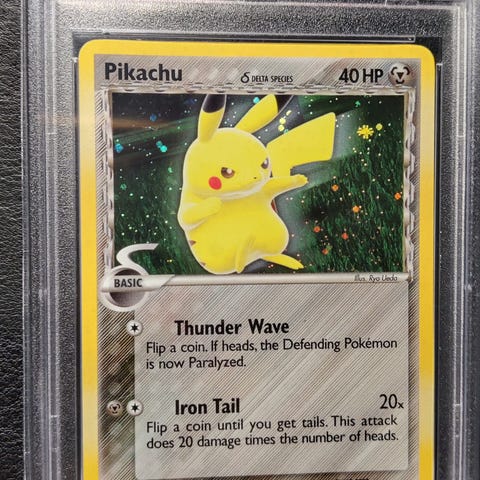 Pikachu δ DELTA SPECIES 40 HP
BASIC
Illus. Ryo Ueda
Thunder Wave
Flip a coin. If heads, the Defending Pokémon
is now Paralyzed.
Iron Tail 20x
Flip a coin until you get tails. This attack
does 20 damage times the number of heads.